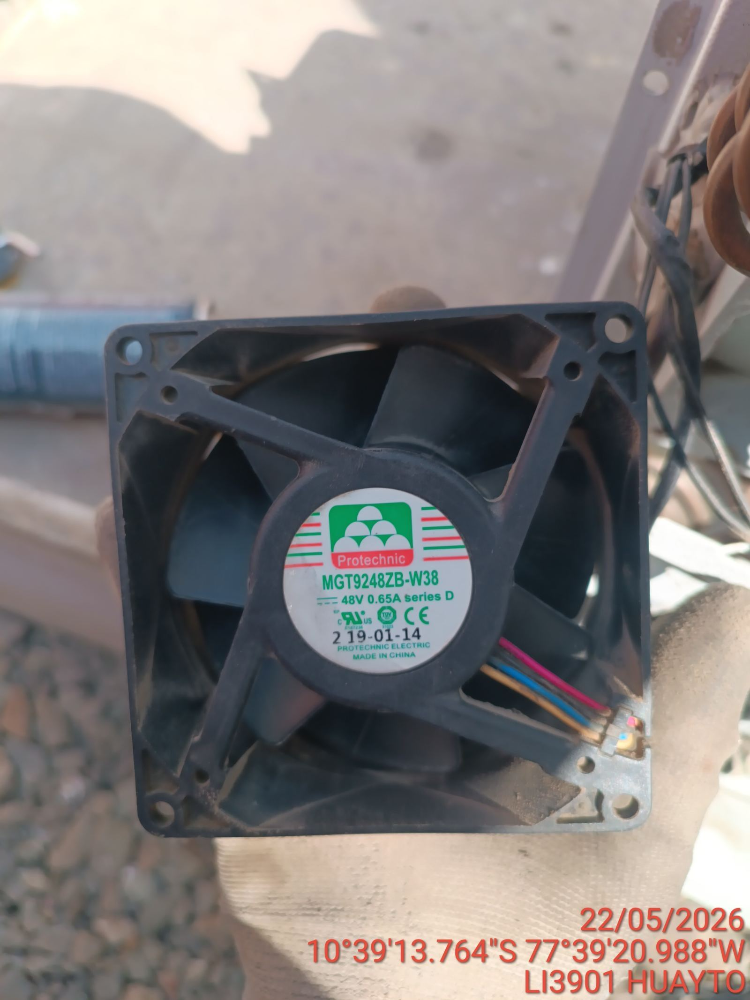 Protechnic
MGT9248ZB-W38
48V 0.65A series D
c US TÜV CE
2 19-01-14
PROTECHNIC ELECTRIC
MADE IN CHINA
22/05/2026
10°39'13.764"S 77°39'20.988"W
LI3901 HUAYTO